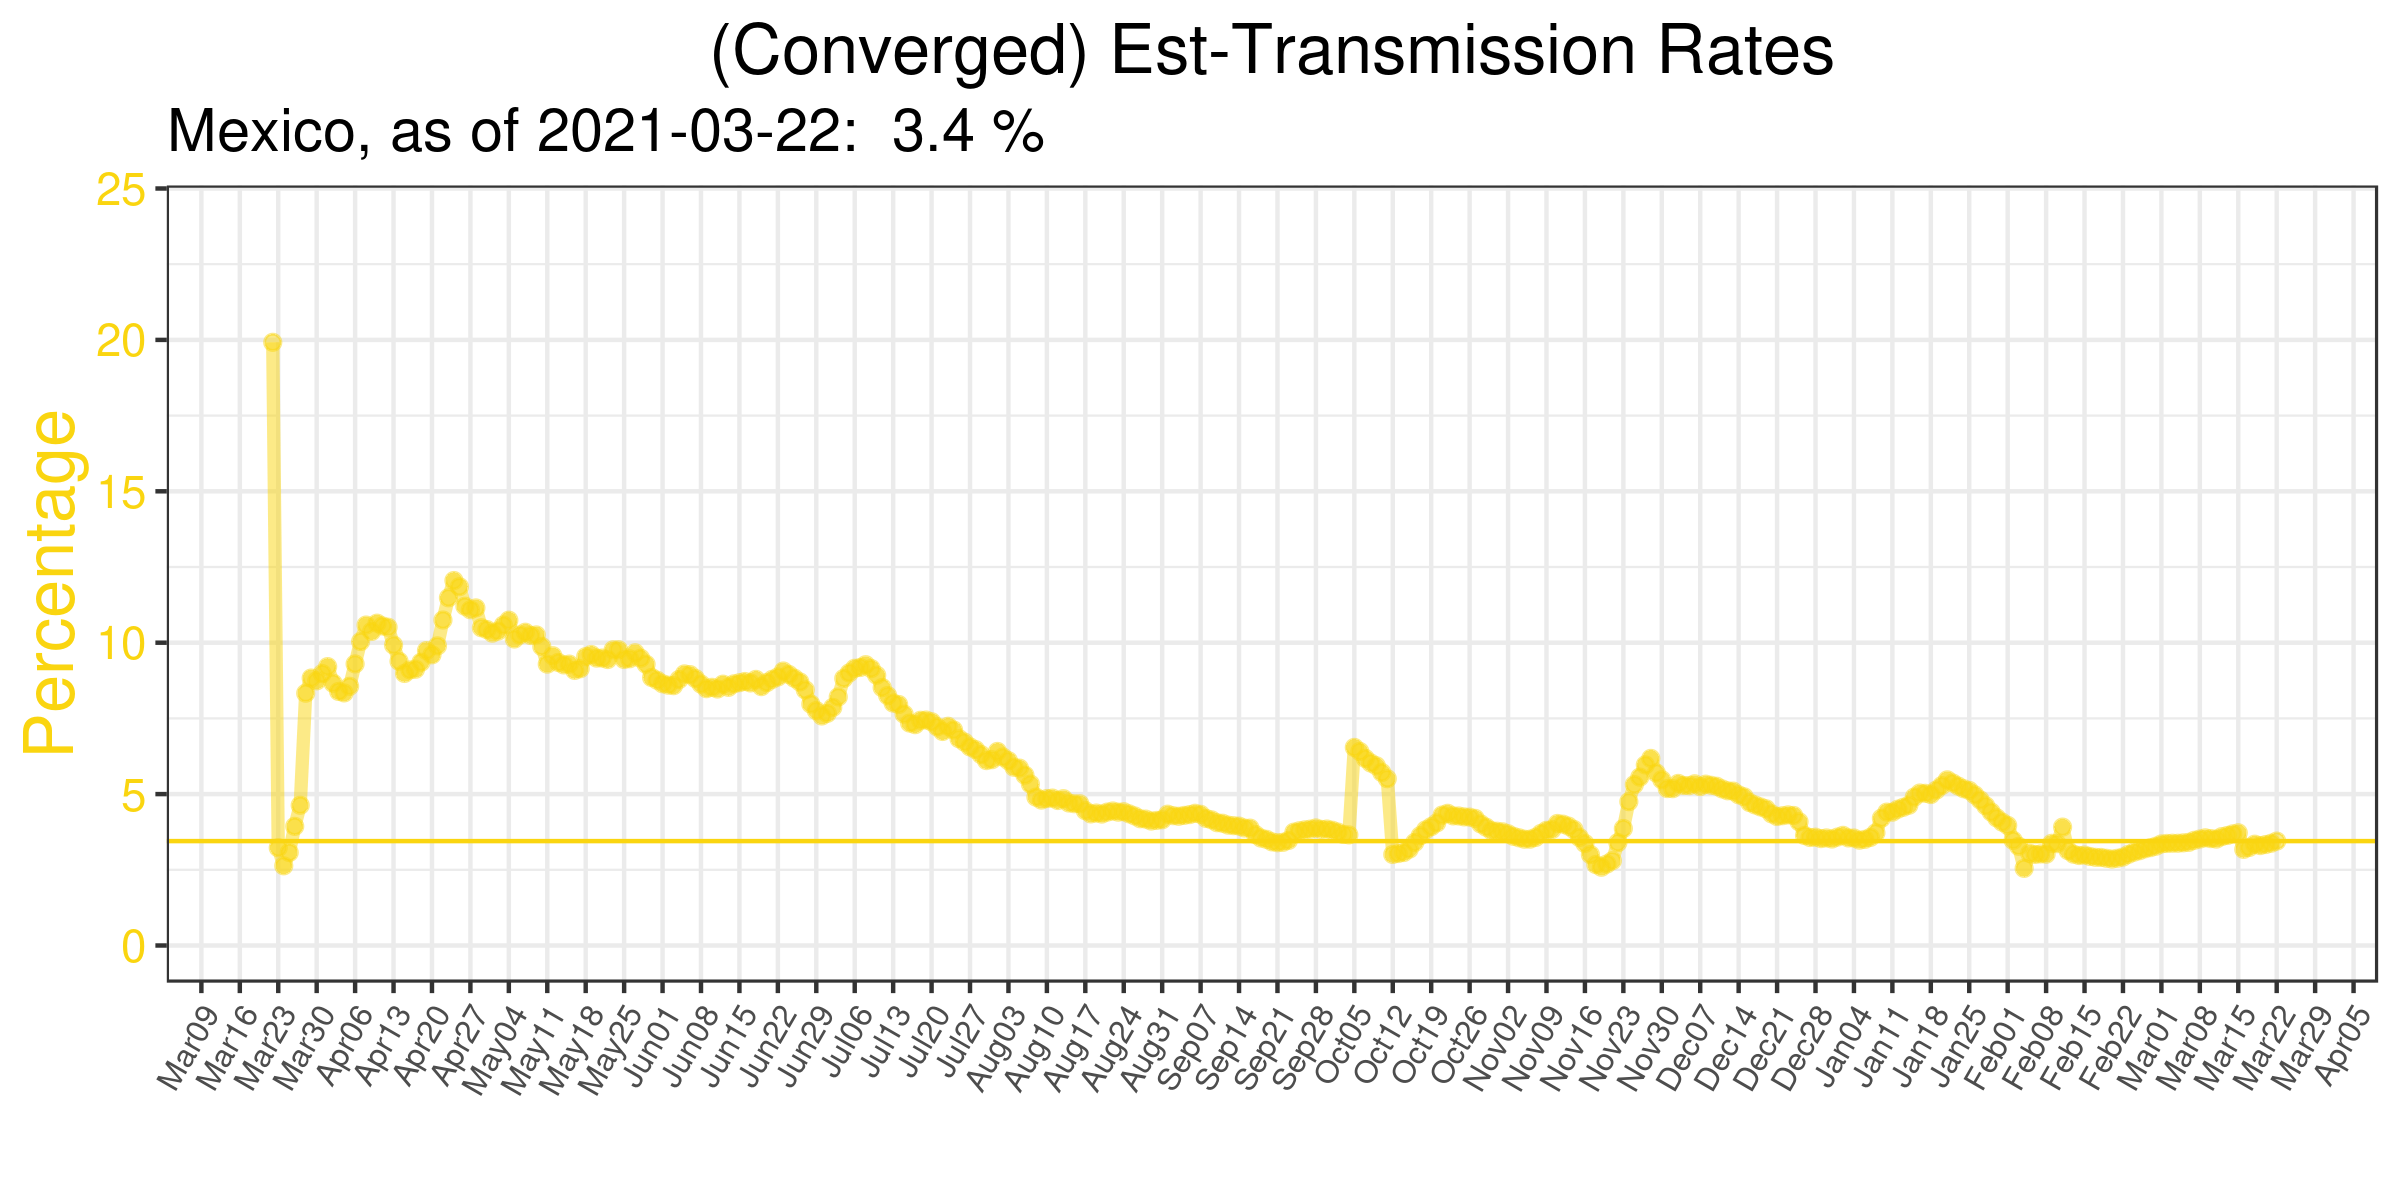 (Converged) Est-Transmission Rates
Mexico, as of 2021-03-22:  3.4 %
Percentage
25
20
15
10
5
0
Mar09
Mar16
Mar23
Mar30
Apr06
Apr13
Apr20
Apr27
May04
May11
May18
May25
Jun01
Jun08
Jun15
Jun22
Jun29
Jul06
Jul13
Jul20
Jul27
Aug03
Aug10
Aug17
Aug24
Aug31
Sep07
Sep14
Sep21
Sep28
Oct05
Oct12
Oct19
Oct26
Nov02
Nov09
Nov16
Nov23
Nov30
Dec07
Dec14
Dec21
Dec28
Jan04
Jan11
Jan18
Jan25
Feb01
Feb08
Feb15
Feb22
Mar01
Mar08
Mar15
Mar22
Mar29
Apr05